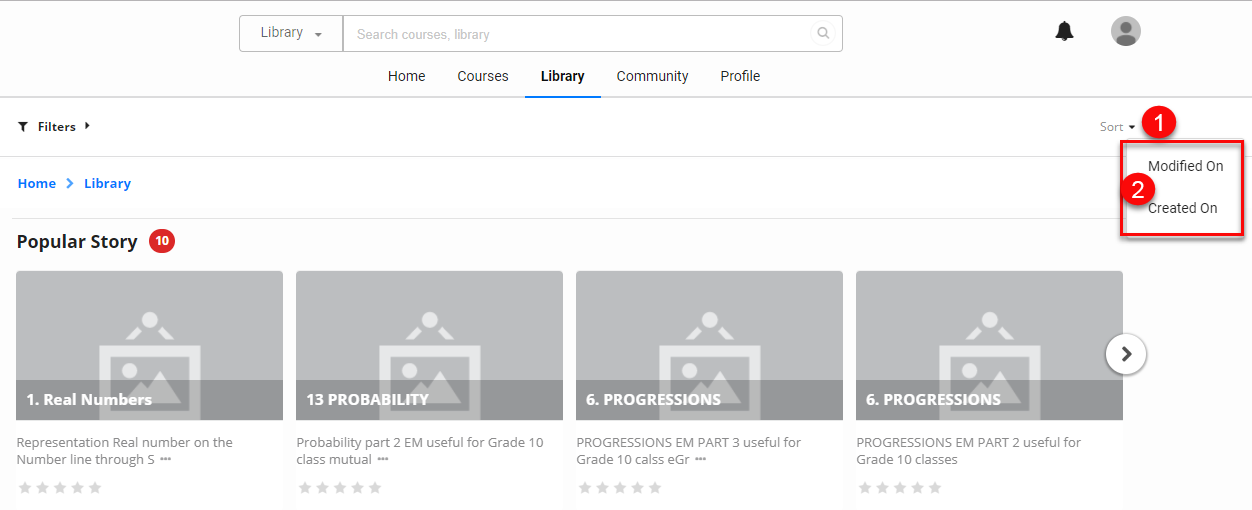 Library
Search courses, library
Home Courses Library Community Profile
Filters
Sort
1
Modified On
2
Created On
Home Library
Popular Story 10
1. Real Numbers
13 PROBABILITY
6. PROGRESSIONS
6. PROGRESSIONS
Representation Real number on the
Number line through S •••
Probability part 2 EM useful for Grade 10
class mutual •••
PROGRESSIONS EM PART 3 useful for
Grade 10 calss eGr •••
PROGRESSIONS EM PART 2 useful for
Grade 10 classes